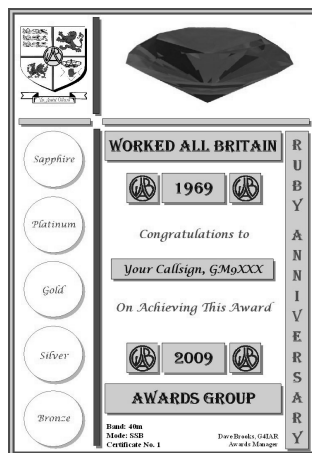 Sapphire
Platinum
Gold
Silver
Bronze
WORKED ALL BRITAIN
1969
Congratulations to
Your Callsign, GM9XXX
On Achieving This Award
2009
AWARDS GROUP
Band: 40m
Mode: SSB
Certificate No. 1
Dave Brooks, G4IAR
Awards Manager
RUBY ANNIVERSARY